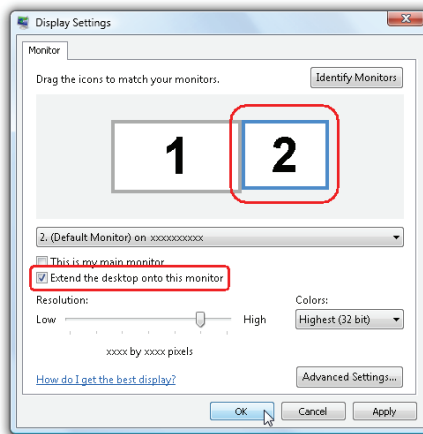 Display Settings
Monitor
Drag the icons to match your monitors.
Identify Monitors
1
2
2. (Default Monitor) on xxxxxxxxxx
This is my main monitor
Extend the desktop onto this monitor
Resolution:
Colors:
Low
High
Highest (32 bit)
xxxx by xxxx pixels
How do I get the best display?
Advanced Settings...
OK
Cancel
Apply